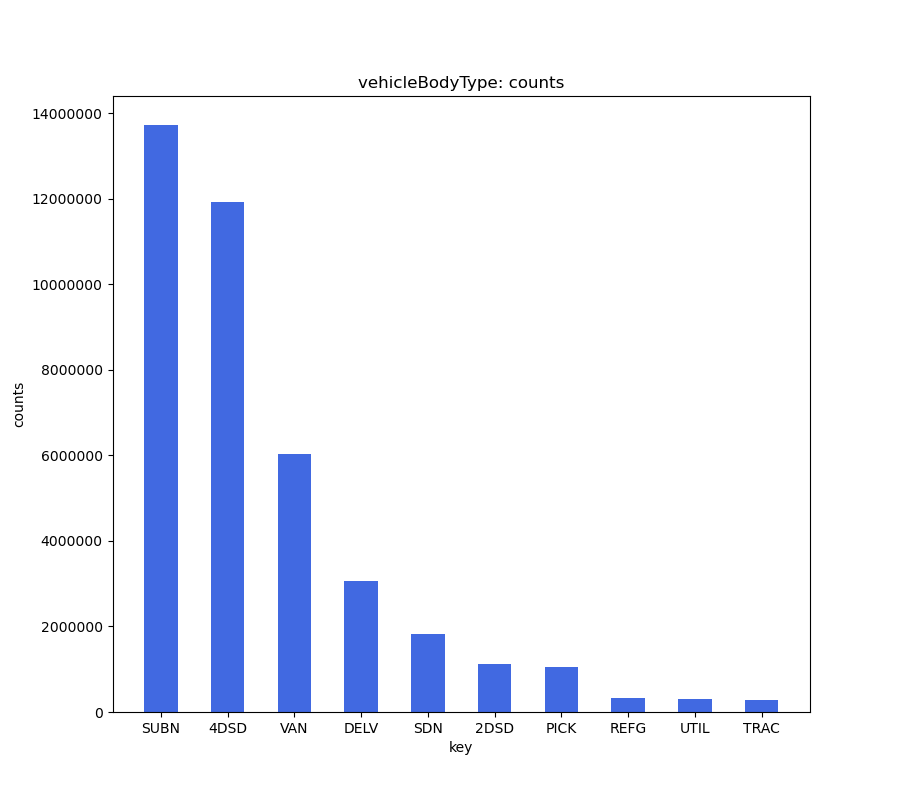 vehicleBodyType: counts
14000000
12000000
10000000
8000000
6000000
4000000
2000000
0
counts
SUBN 4DSD VAN DELV SDN 2DSD PICK REFG UTIL TRAC
key